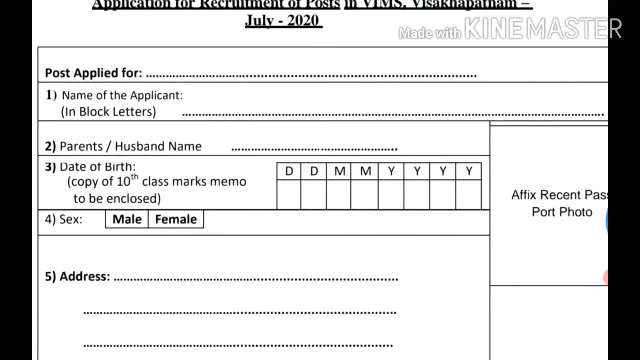 Application for Recruitment of Posts in VIMS, Visakhapatnam –
July - 2020
Made with KINEMASTER
Post Applied for: ................................................................................
1) Name of the Applicant:
(In Block Letters) ................................................................................
2) Parents / Husband Name ........................................
3) Date of Birth:
(copy of 10th class marks memo
to be enclosed)
D D M M Y Y Y Y
Affix Recent Pass
Port Photo
4) Sex: Male Female
5) Address: ................................................................................
................................................................................
................................................................................